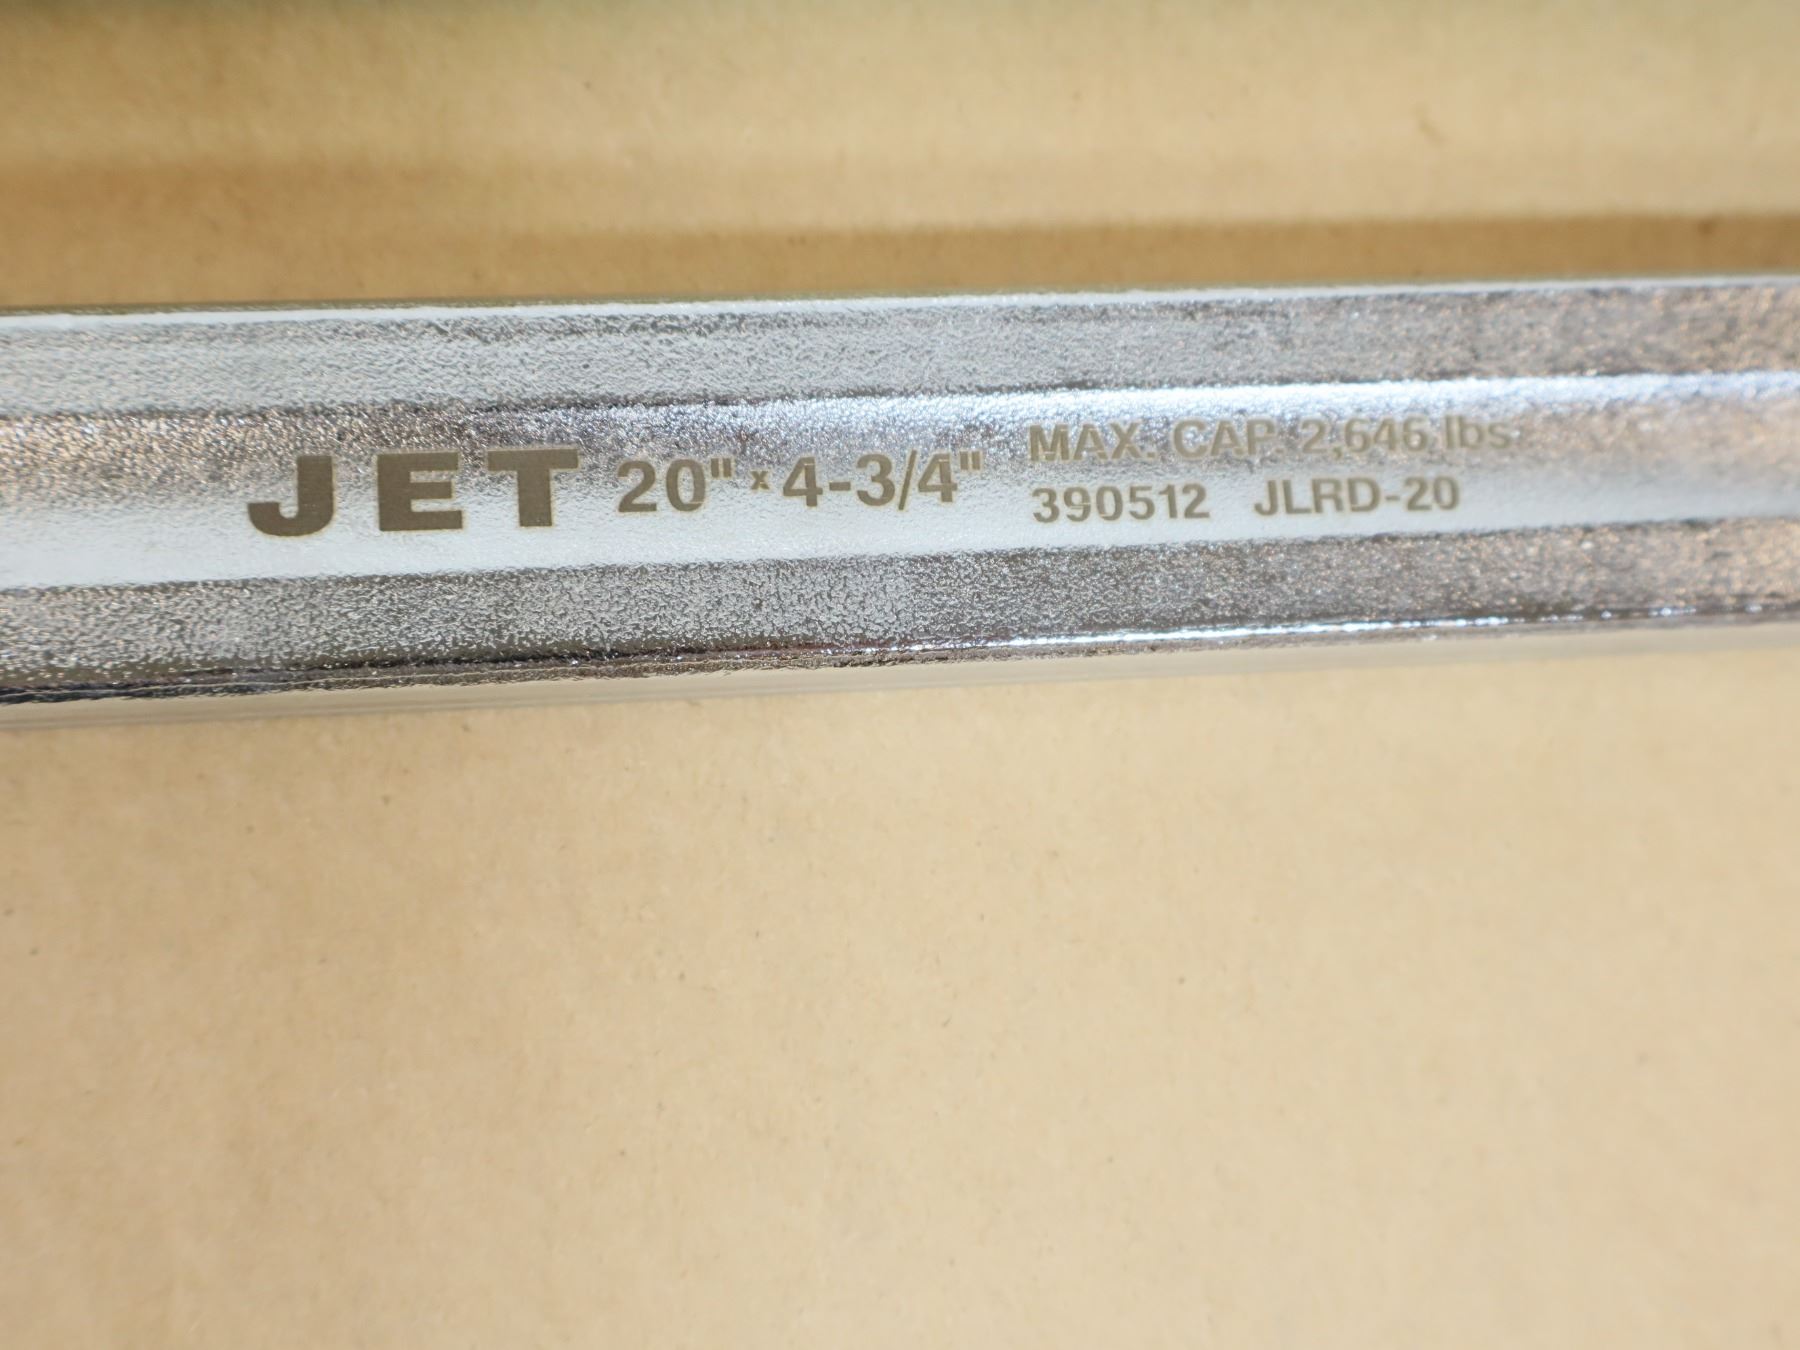 JET 20" x 4-3/4"
MAX. CAP. 2,646 lbs.
390512 JLRD-20